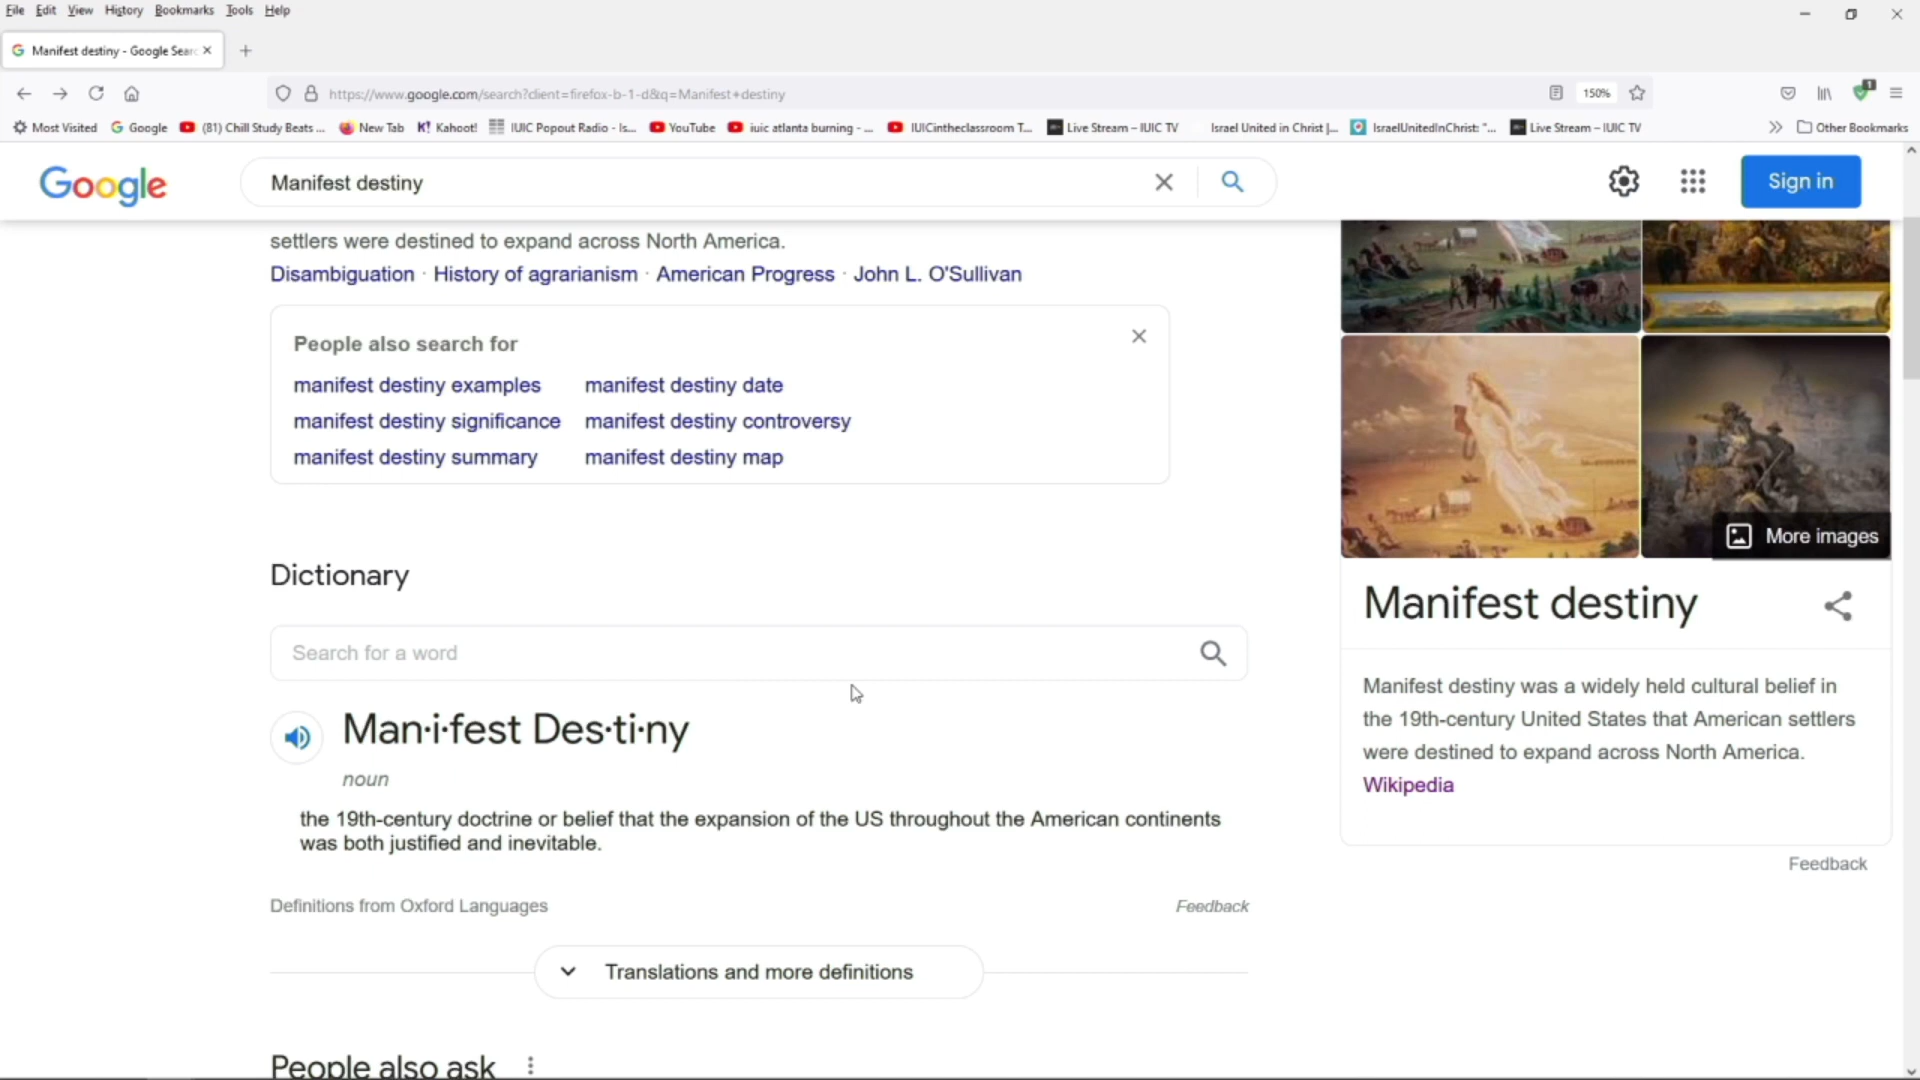 File Edit View History Bookmarks Tools Help
Manifest destiny - Google Sear
https://www.google.com/search?client=firefox-b-1-d&q=Manifest+destiny
150%
1
Most Visited Google (81) Chill Study Beats ... New Tab K! Kahoot! IUIC Popout Radio - Is... YouTube iuic atlanta burning - ... IUICintheclassroom T... Live Stream – IUIC TV Israel United in Christ |... IsraelUnitedInChrist: "... Live Stream – IUIC TV Other Bookmarks
Google
Manifest destiny
Sign in
settlers were destined to expand across North America.
Disambiguation · History of agrarianism · American Progress · John L. O'Sullivan
People also search for
manifest destiny examples manifest destiny date
manifest destiny significance manifest destiny controversy
manifest destiny summary manifest destiny map
Dictionary
Search for a word
Man·i·fest Des·ti·ny
noun
the 19th-century doctrine or belief that the expansion of the US throughout the American continents
was both justified and inevitable.
Definitions from Oxford Languages
Feedback
Translations and more definitions
People also ask
More images
Manifest destiny
Manifest destiny was a widely held cultural belief in
the 19th-century United States that American settlers
were destined to expand across North America.
Wikipedia
Feedback